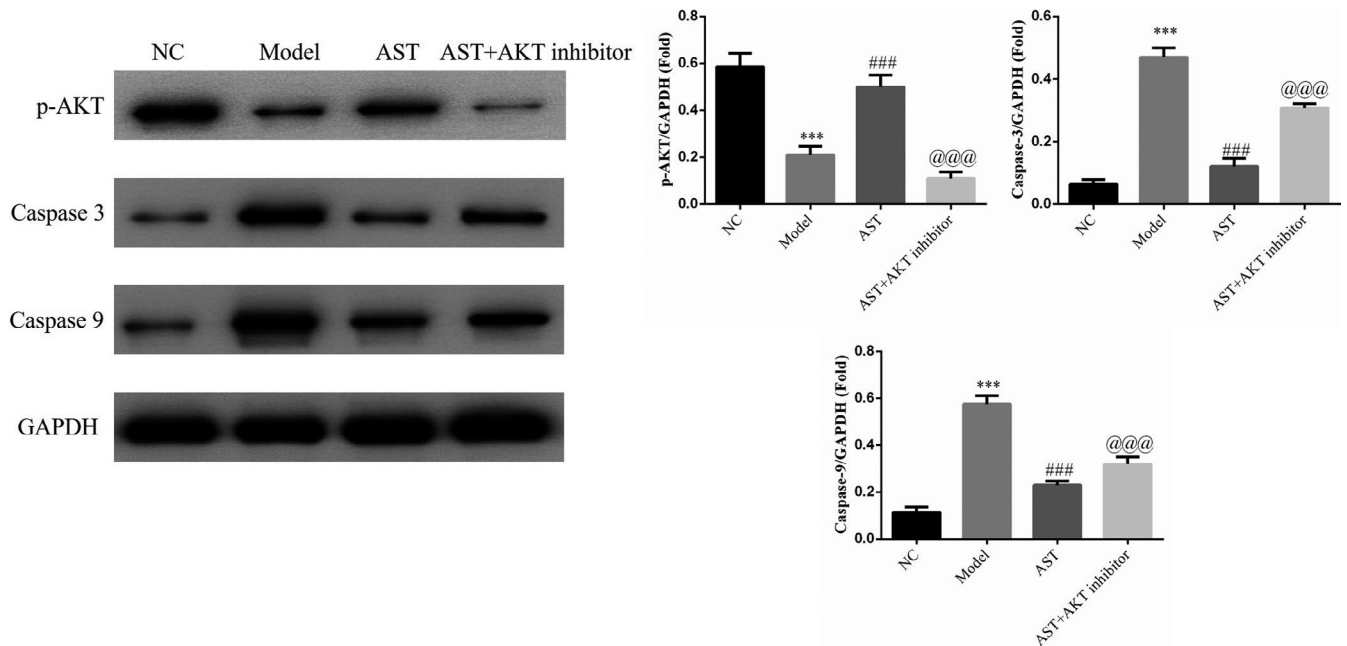 NC Model AST AST+AKT inhibitor
p-AKT
Caspase 3
Caspase 9
GAPDH
p-AKT/GAPDH (Fold)
0.8
0.6
0.4
0.2
0.0
***
###
@@@
NC
Model
AST
AST+AKT inhibitor
Caspase-3/GAPDH (Fold)
0.6
0.4
0.2
0.0
***
###
@@@
NC
Model
AST
AST+AKT inhibitor
Caspase-9/GAPDH (Fold)
0.8
0.6
0.4
0.2
0.0
***
###
@@@
NC
Model
AST
AST+AKT inhibitor